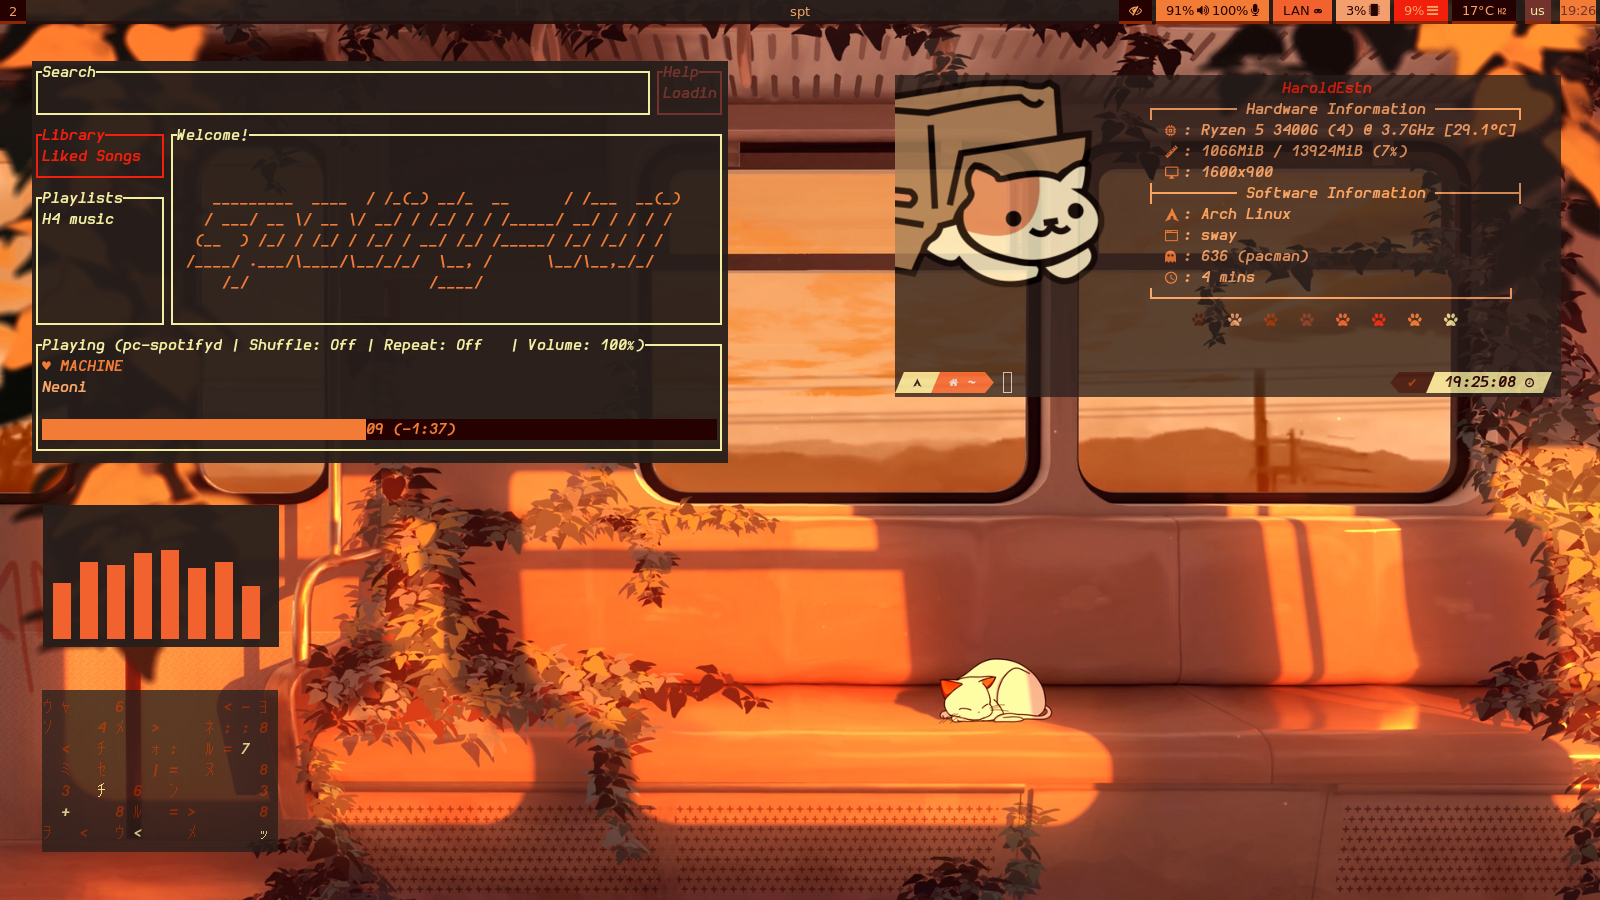 2
spt
91% 100%
LAN
3%
9%
17°C H2
us
19:26
Search
Help
Loadin
Library
Liked Songs
Playlists
H4 music
Welcome!
Playing (pc-spotifyd | Shuffle: Off | Repeat: Off | Volume: 100%)
♥ MACHINE
Neoni
09 (-1:37)
HaroldEstn
Hardware Information
: Ryzen 5 3400G (4) @ 3.7GHz [29.1°C]
: 1066MiB / 13924MiB (7%)
: 1600x900
Software Information
: Arch Linux
: sway
: 636 (pacman)
: 4 mins
~
✓ 19:25:08